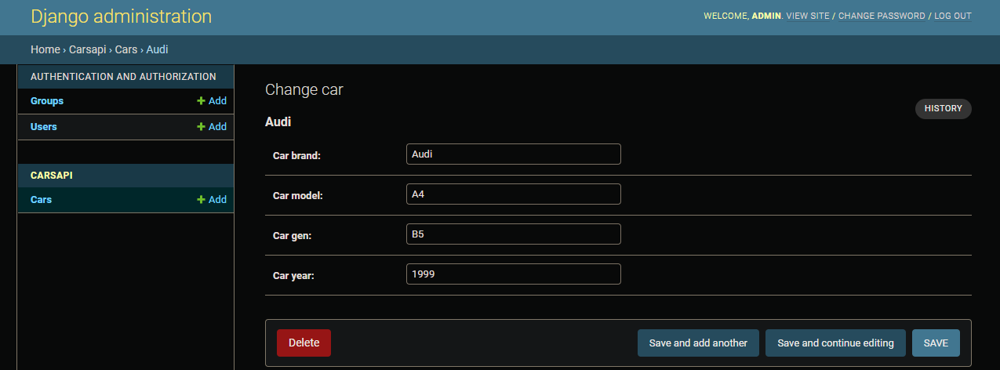 Django administration
WELCOME, ADMIN. VIEW SITE / CHANGE PASSWORD / LOG OUT
Home › Carsapi › Cars › Audi
AUTHENTICATION AND AUTHORIZATION
Groups + Add
Users + Add
CARSAPI
Cars + Add
Change car
HISTORY
Audi
Car brand: Audi
Car model: A4
Car gen: B5
Car year: 1999
Delete Save and add another Save and continue editing SAVE